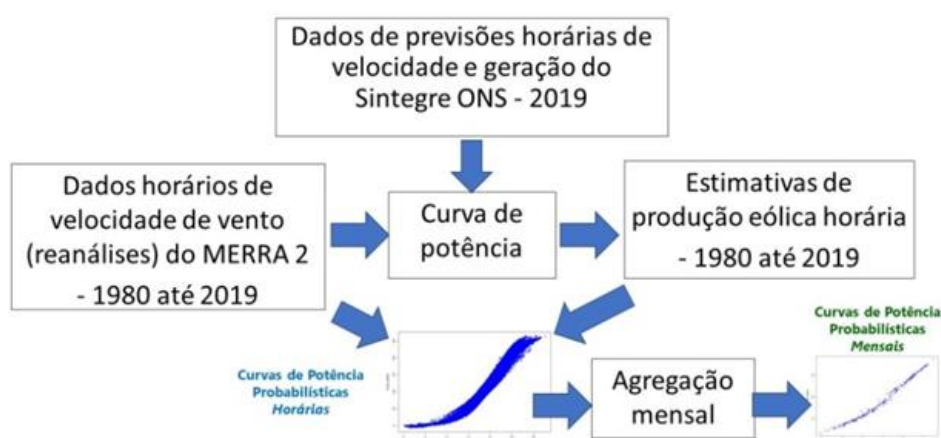 Dados de previsões horárias de
velocidade e geração do
Sintegre ONS - 2019
Dados horários de
velocidade de vento
(reanálises) do MERRA 2
- 1980 até 2019
Curva de
potência
Estimativas de
produção eólica horária
- 1980 até 2019
Curvas de Potência
Probabilísticas
Horárias
Agregação
mensal
Curvas de Potência
Probabilísticas
Mensais